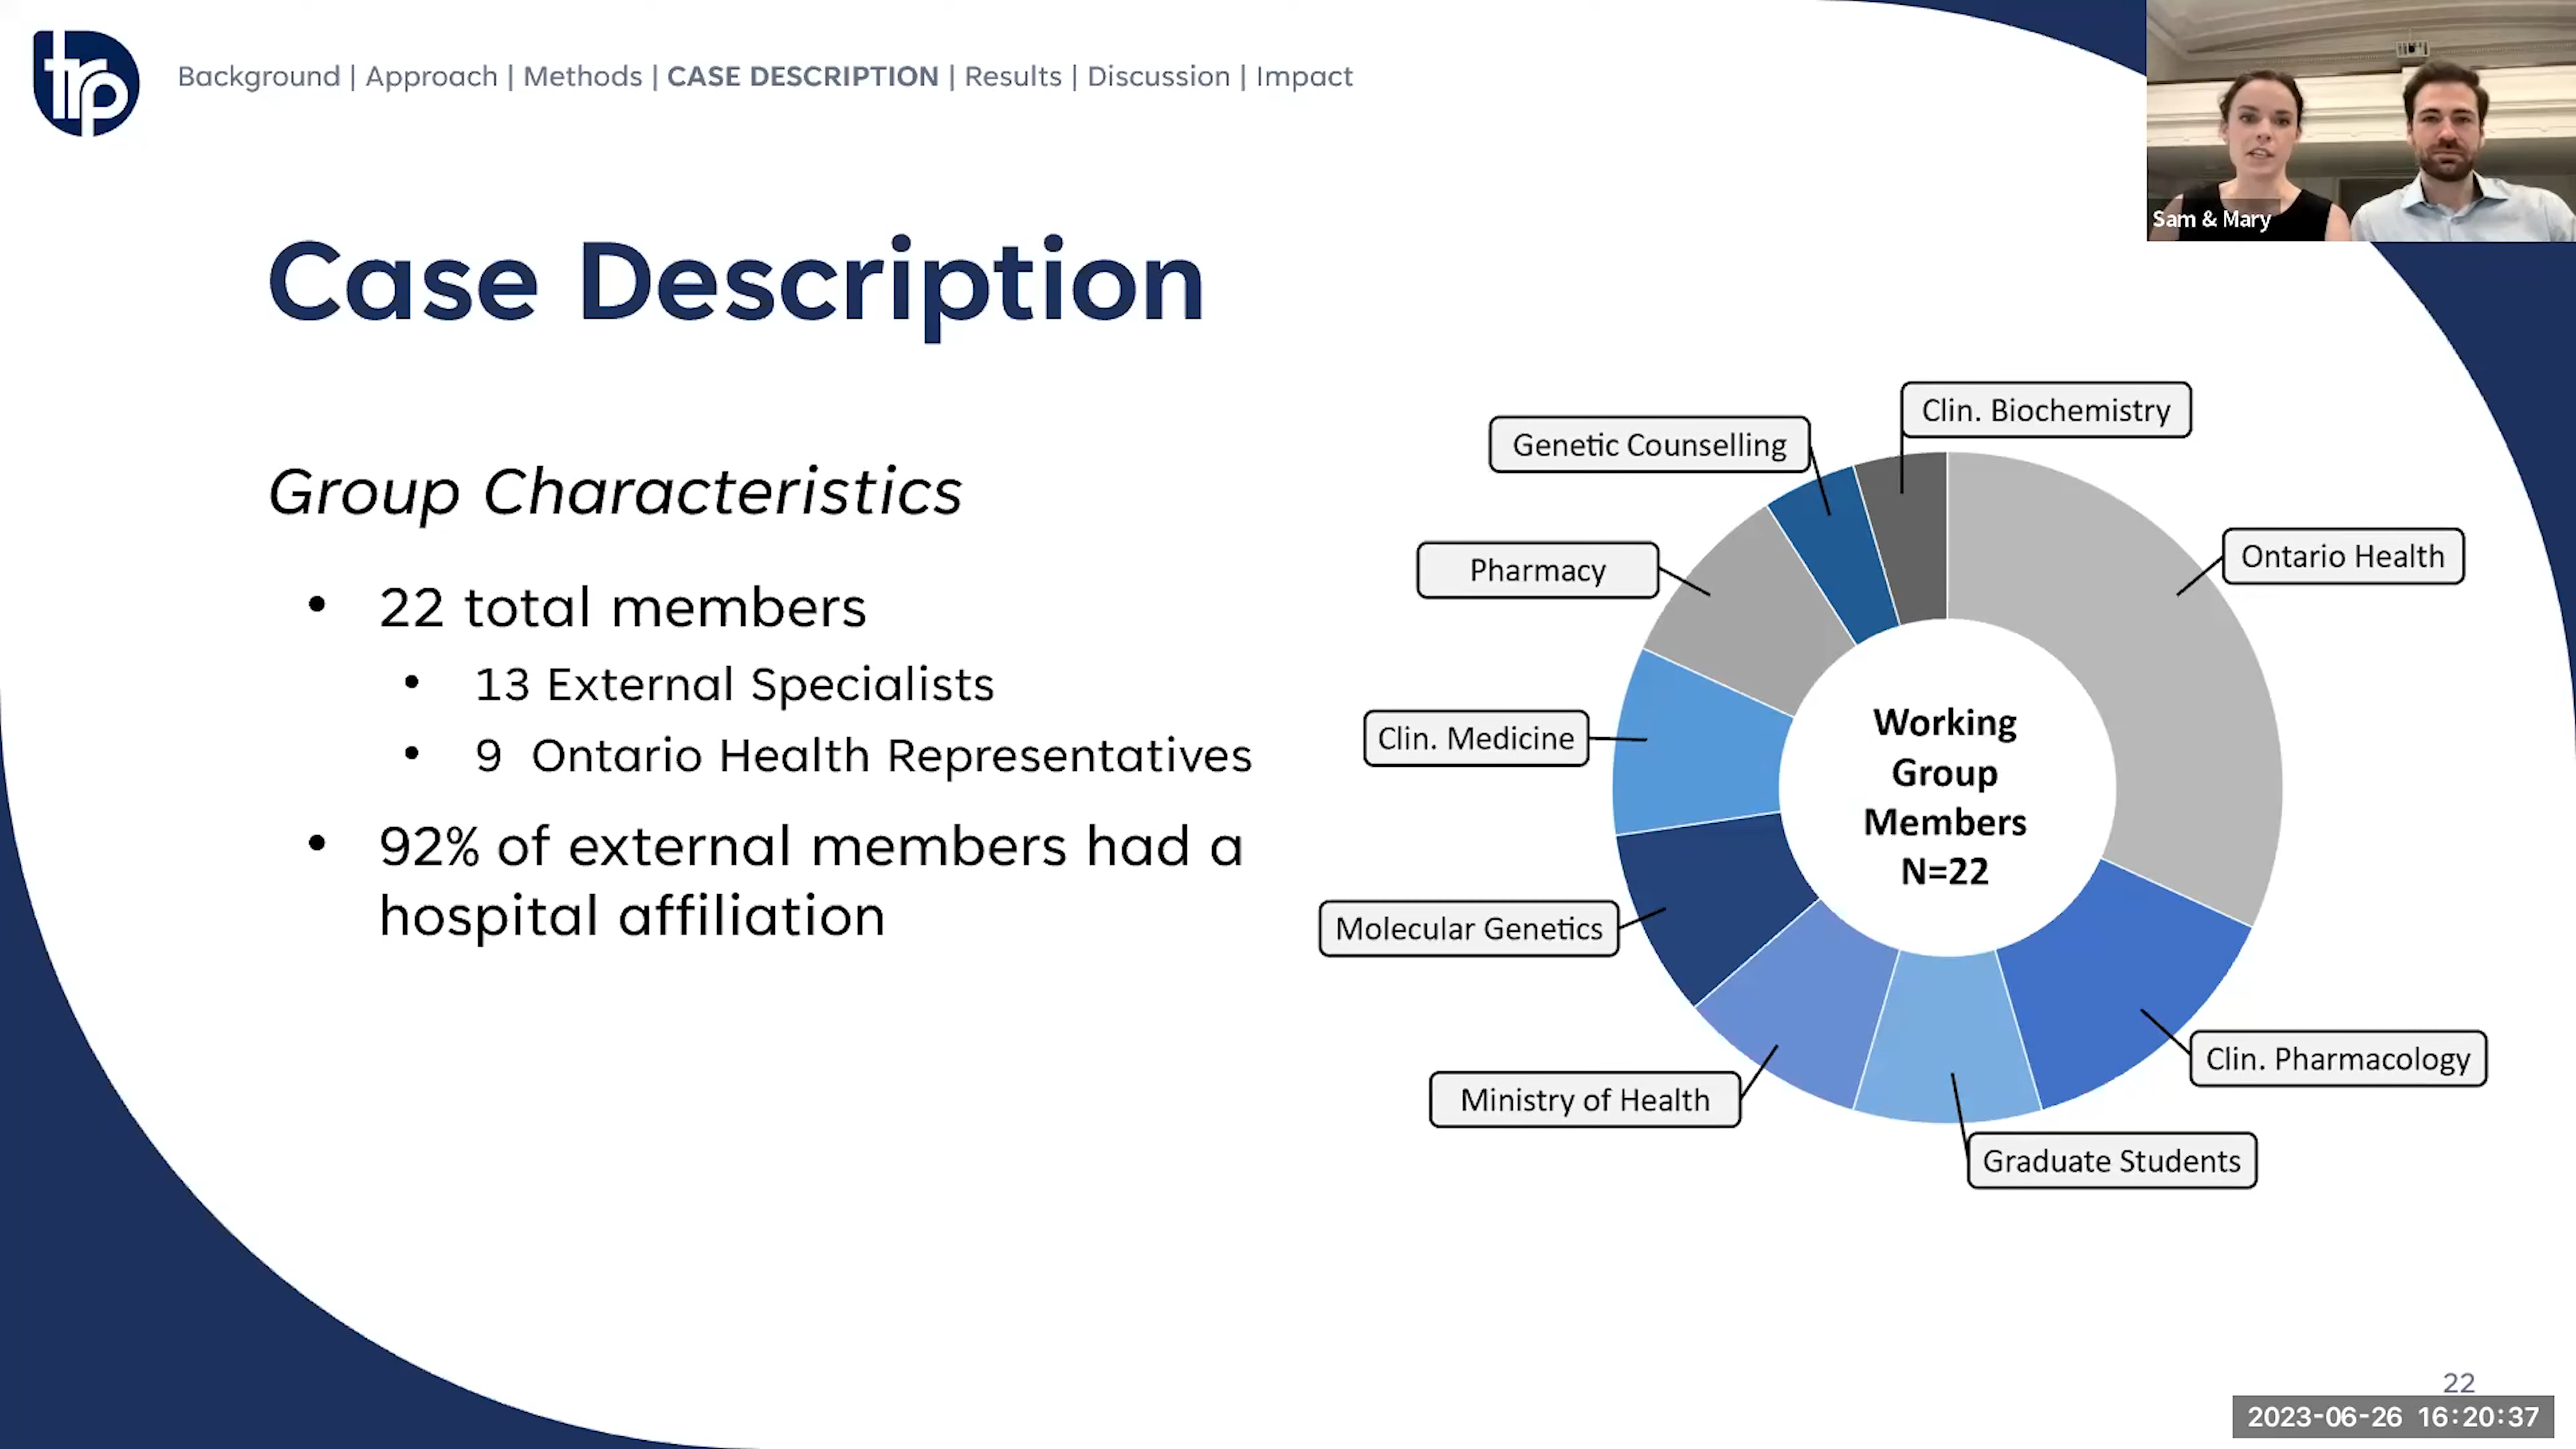 trp
Background | Approach | Methods | CASE DESCRIPTION | Results | Discussion | Impact
Sam & Mary
Case Description
Group Characteristics
• 22 total members
• 13 External Specialists
• 9 Ontario Health Representatives
• 92% of external members had a
hospital affiliation
Clin. Biochemistry
Genetic Counselling
Ontario Health
Pharmacy
Clin. Medicine
Working
Group
Members
N=22
Molecular Genetics
Clin. Pharmacology
Ministry of Health
Graduate Students
22
2023-06-26 16:20:37